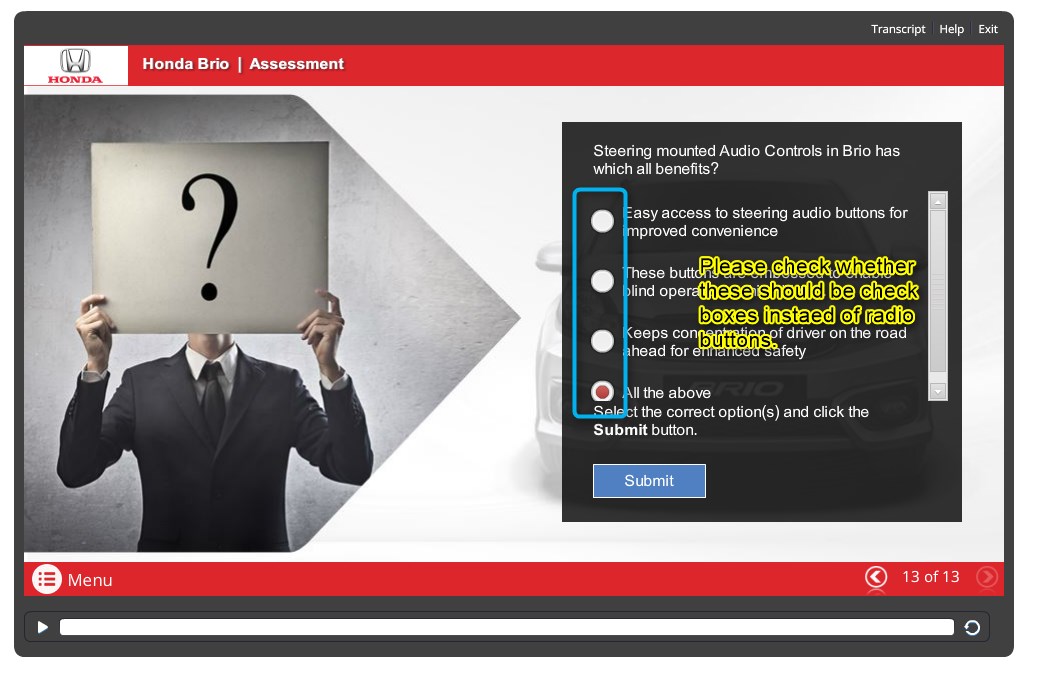 Transcript Help Exit
HONDA
Honda Brio | Assessment
?
Steering mounted Audio Controls in Brio has
which all benefits?
Easy access to steering audio buttons for
improved convenience
These buttons are embossed to enable
blind opera
Keeps concentration of driver on the road
ahead for enhanced safety
All the above
Please check whether
these should be check
boxes instaed of radio
buttons.
BRIO
Select the correct option(s) and click the
Submit button.
Submit
Menu
13 of 13